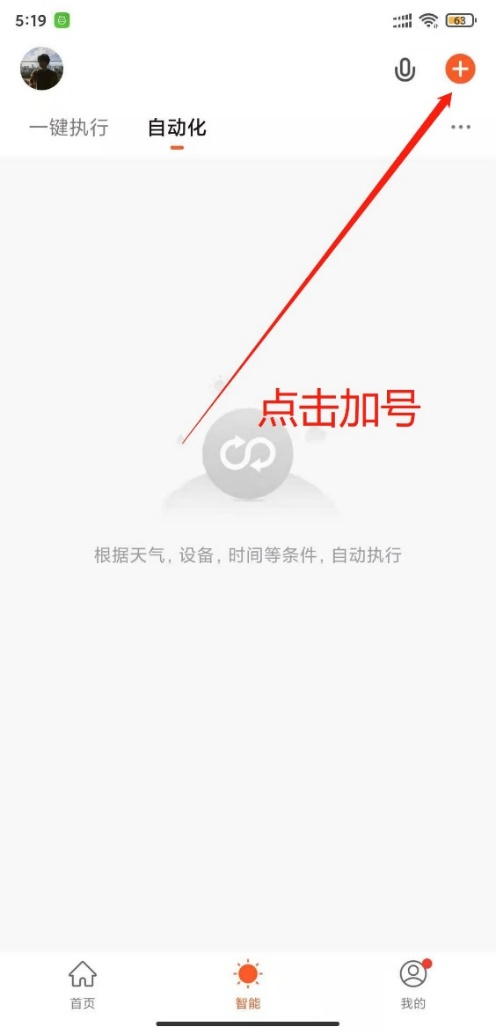 5:19
63
一键执行
自动化
点击加号
根据天气，设备，时间等条件，自动执行
首页
智能
我的